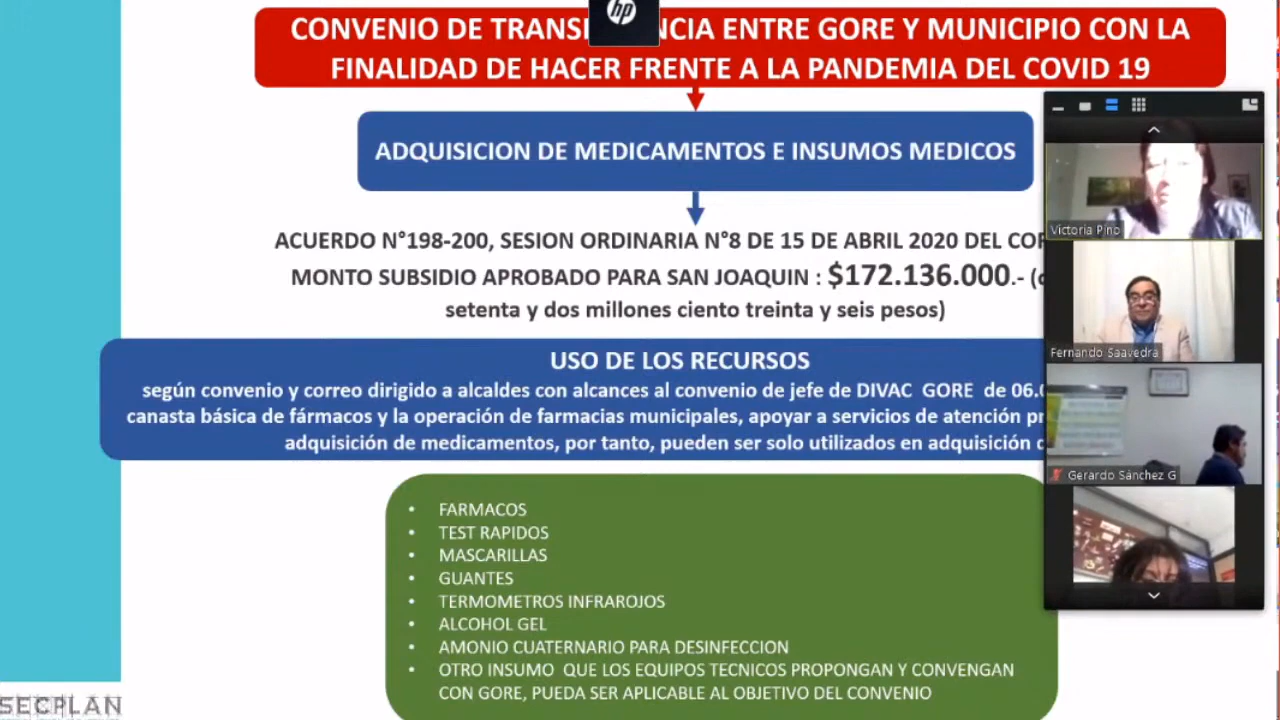 hp
CONVENIO DE TRANS NCIA ENTRE GORE Y MUNICIPIO CON LA
FINALIDAD DE HACER FRENTE A LA PANDEMIA DEL COVID 19
ADQUISICION DE MEDICAMENTOS E INSUMOS MEDICOS
ACUERDO N°198-200, SESION ORDINARIA N°8 DE 15 DE ABRIL 2020 DEL
MONTO SUBSIDIO APROBADO PARA SAN JOAQUIN : $172.136.000.-
setenta y dos millones ciento treinta y seis pesos)
USO DE LOS RECURSOS
según convenio y correo dirigido a alcaldes con alcances al convenio de jefe de DIVAC GORE de 06.
canasta básica de fármacos y la operación de farmacias municipales, apoyar a servicios de atención
adquisición de medicamentos, por tanto, pueden ser solo utilizados en adquisición
• FARMACOS
• TEST RAPIDOS
• MASCARILLAS
• GUANTES
• TERMOMETROS INFRAROJOS
• ALCOHOL GEL
• AMONIO CUATERNARIO PARA DESINFECCION
• OTRO INSUMO QUE LOS EQUIPOS TECNICOS PROPONGAN Y CONVENGAN
CON GORE, PUEDA SER APLICABLE AL OBJETIVO DEL CONVENIO
SECPLAN
Victoria Pino
Fernando Saavedra
Gerardo Sánchez G